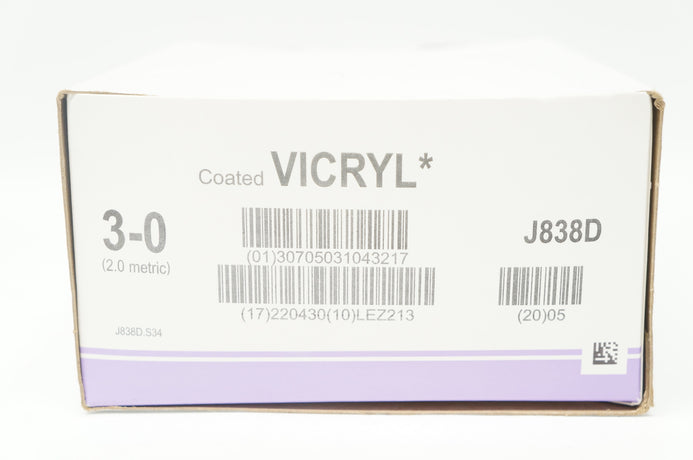 Coated VICRYL*
3-0
(2.0 metric)
(01)30705031043217
J838D
(17)220430(10)LEZ213
(20)05
J838D.S34